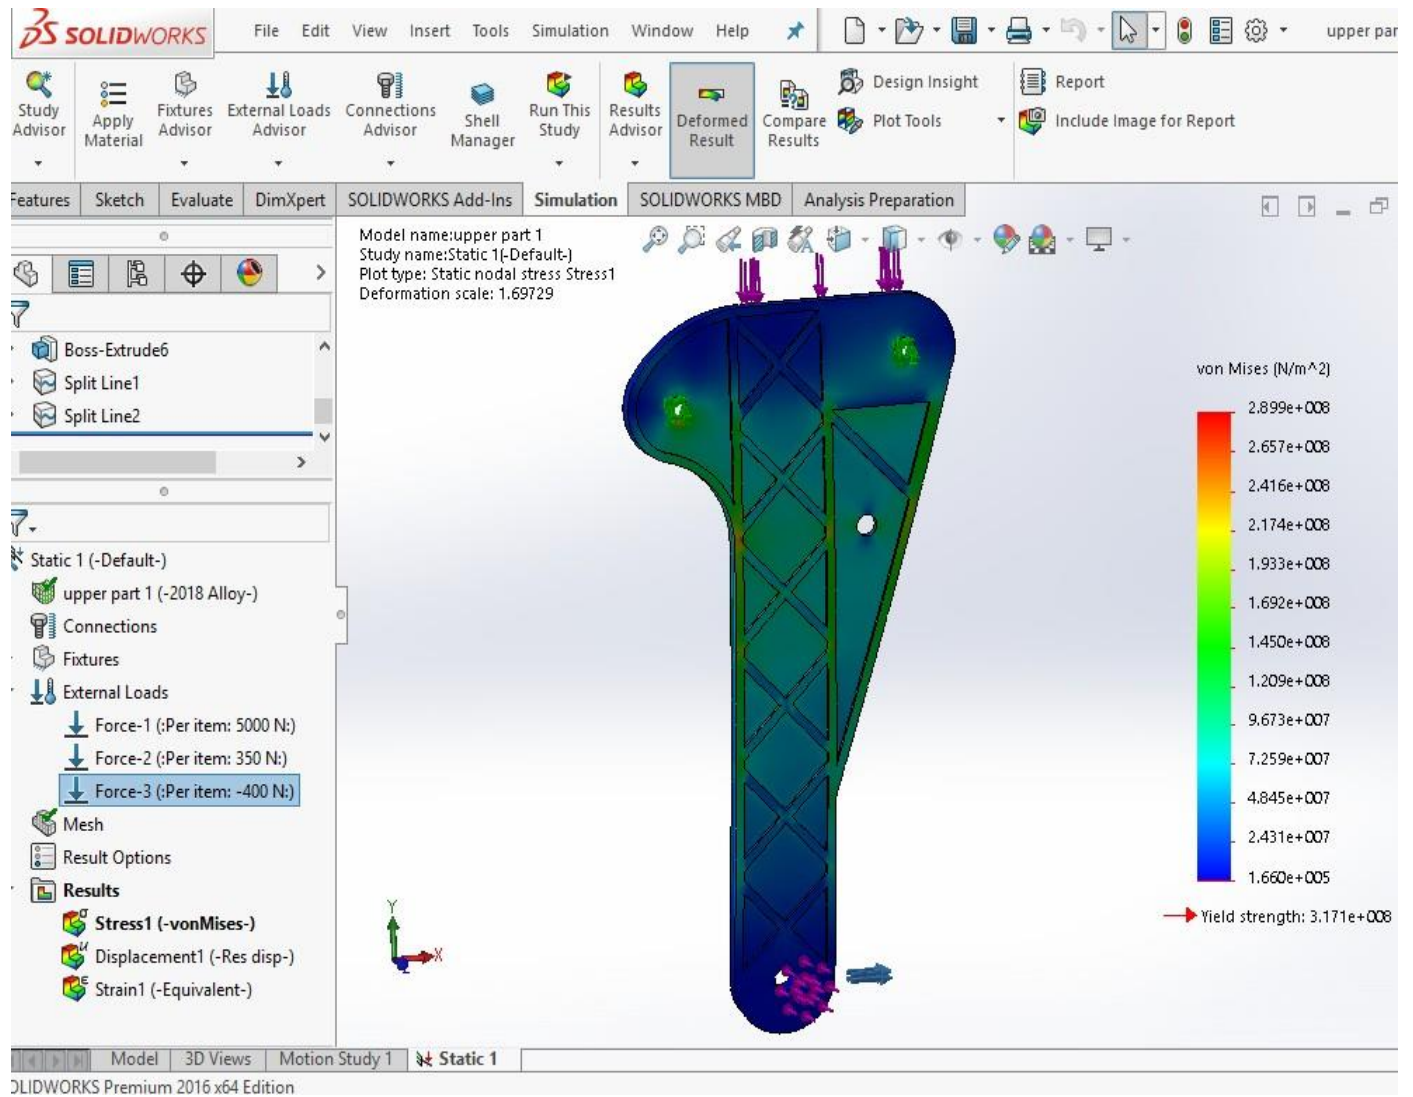 SOLIDWORKS File Edit View Insert Tools Simulation Window Help upper par
Study Advisor
Apply Material
Fixtures Advisor
External Loads Advisor
Connections Advisor
Shell Manager
Run This Study
Results Advisor
Deformed Result
Compare Results
Design Insight
Plot Tools
Report
Include Image for Report
Features Sketch Evaluate DimXpert SOLIDWORKS Add-Ins Simulation SOLIDWORKS MBD Analysis Preparation
Model name:upper part 1
Study name:Static 1(-Default-)
Plot type: Static nodal stress Stress1
Deformation scale: 1.69729
Boss-Extrude6
Split Line1
Split Line2
Static 1 (-Default-)
upper part 1 (-2018 Alloy-)
Connections
Fixtures
External Loads
Force-1 (:Per item: 5000 N:)
Force-2 (:Per item: 350 N:)
Force-3 (:Per item: -400 N:)
Mesh
Result Options
Results
Stress1 (-vonMises-)
Displacement1 (-Res disp-)
Strain1 (-Equivalent-)
von Mises (N/m^2)
2.899e+008
2.657e+008
2.416e+008
2.174e+008
1.933e+008
1.692e+008
1.450e+008
1.209e+008
9.673e+007
7.259e+007
4.845e+007
2.431e+007
1.660e+005
Yield strength: 3.171e+008
Y
X
Z
Model 3D Views Motion Study 1 Static 1
OLIDWORKS Premium 2016 x64 Edition